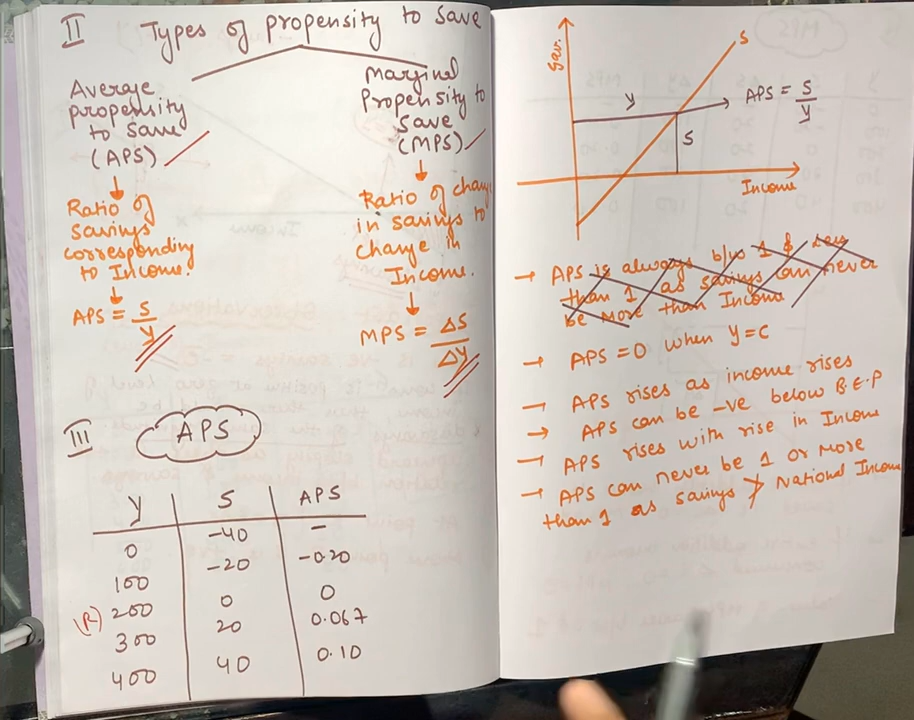 II Types of propensity to save
Average
propensity
to save
(APS)
Ratio of
savings
corresponding
to Income.
APS = S/Y
Marginal
Propensity to
Save
(MPS)
Ratio of change
in savings to
change in
Income.
MPS = ΔS/ΔY
III APS
Y S APS
0 -40 -
100 -20 -0.20
(R) 200 0 0
300 20 0.067
400 40 0.10
Sav.
S
Y
APS = S/Y
S
Income
→ APS is always b/w 1 & less
than 1 as savings can never
be more than Income
→ APS = 0 when Y=C
→ APS rises as income rises
→ APS can be -ve below B.E.P
→ APS rises with rise in Income
→ APS can never be 1 or more
than 1 as savings ≯ National Income